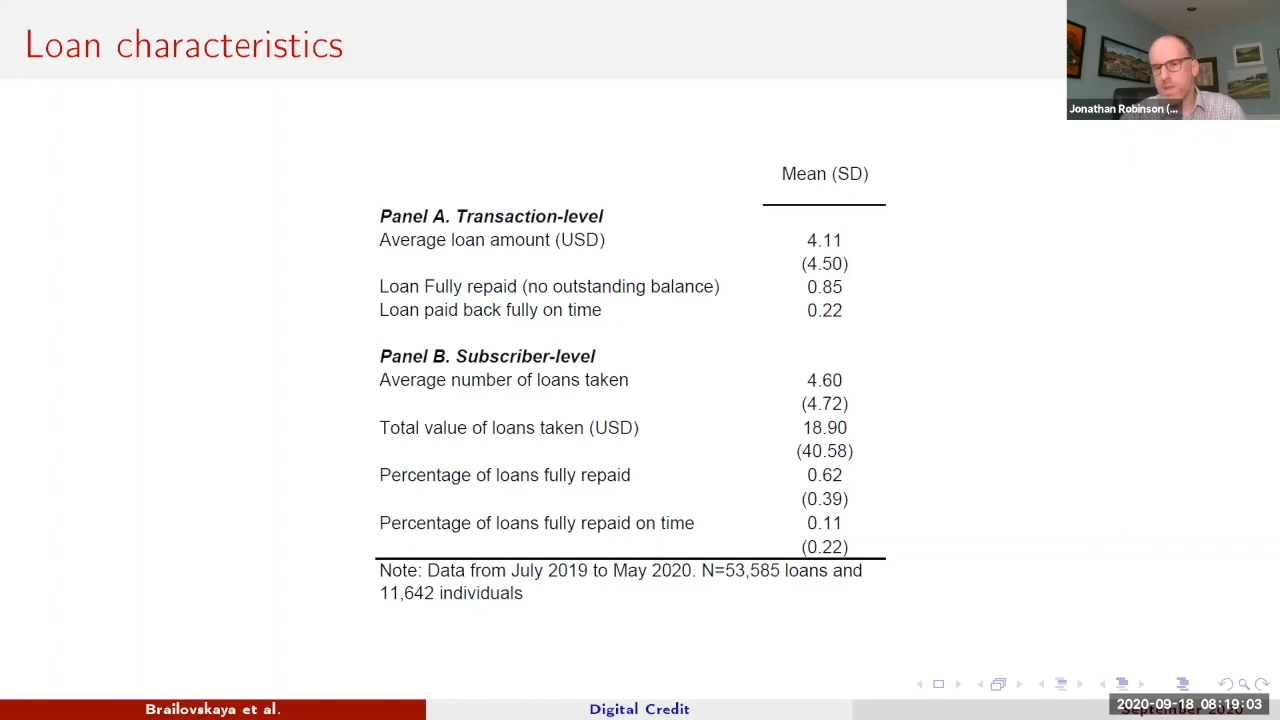 Loan characteristics
Jonathan Robinson (...
Mean (SD)
Panel A. Transaction-level
Average loan amount (USD) 4.11
(4.50)
Loan Fully repaid (no outstanding balance) 0.85
Loan paid back fully on time 0.22
Panel B. Subscriber-level
Average number of loans taken 4.60
(4.72)
Total value of loans taken (USD) 18.90
(40.58)
Percentage of loans fully repaid 0.62
(0.39)
Percentage of loans fully repaid on time 0.11
(0.22)
Note: Data from July 2019 to May 2020. N=53,585 loans and
11,642 individuals
Brailovskaya et al. Digital Credit September 2020
2020-09-18 08:19:03